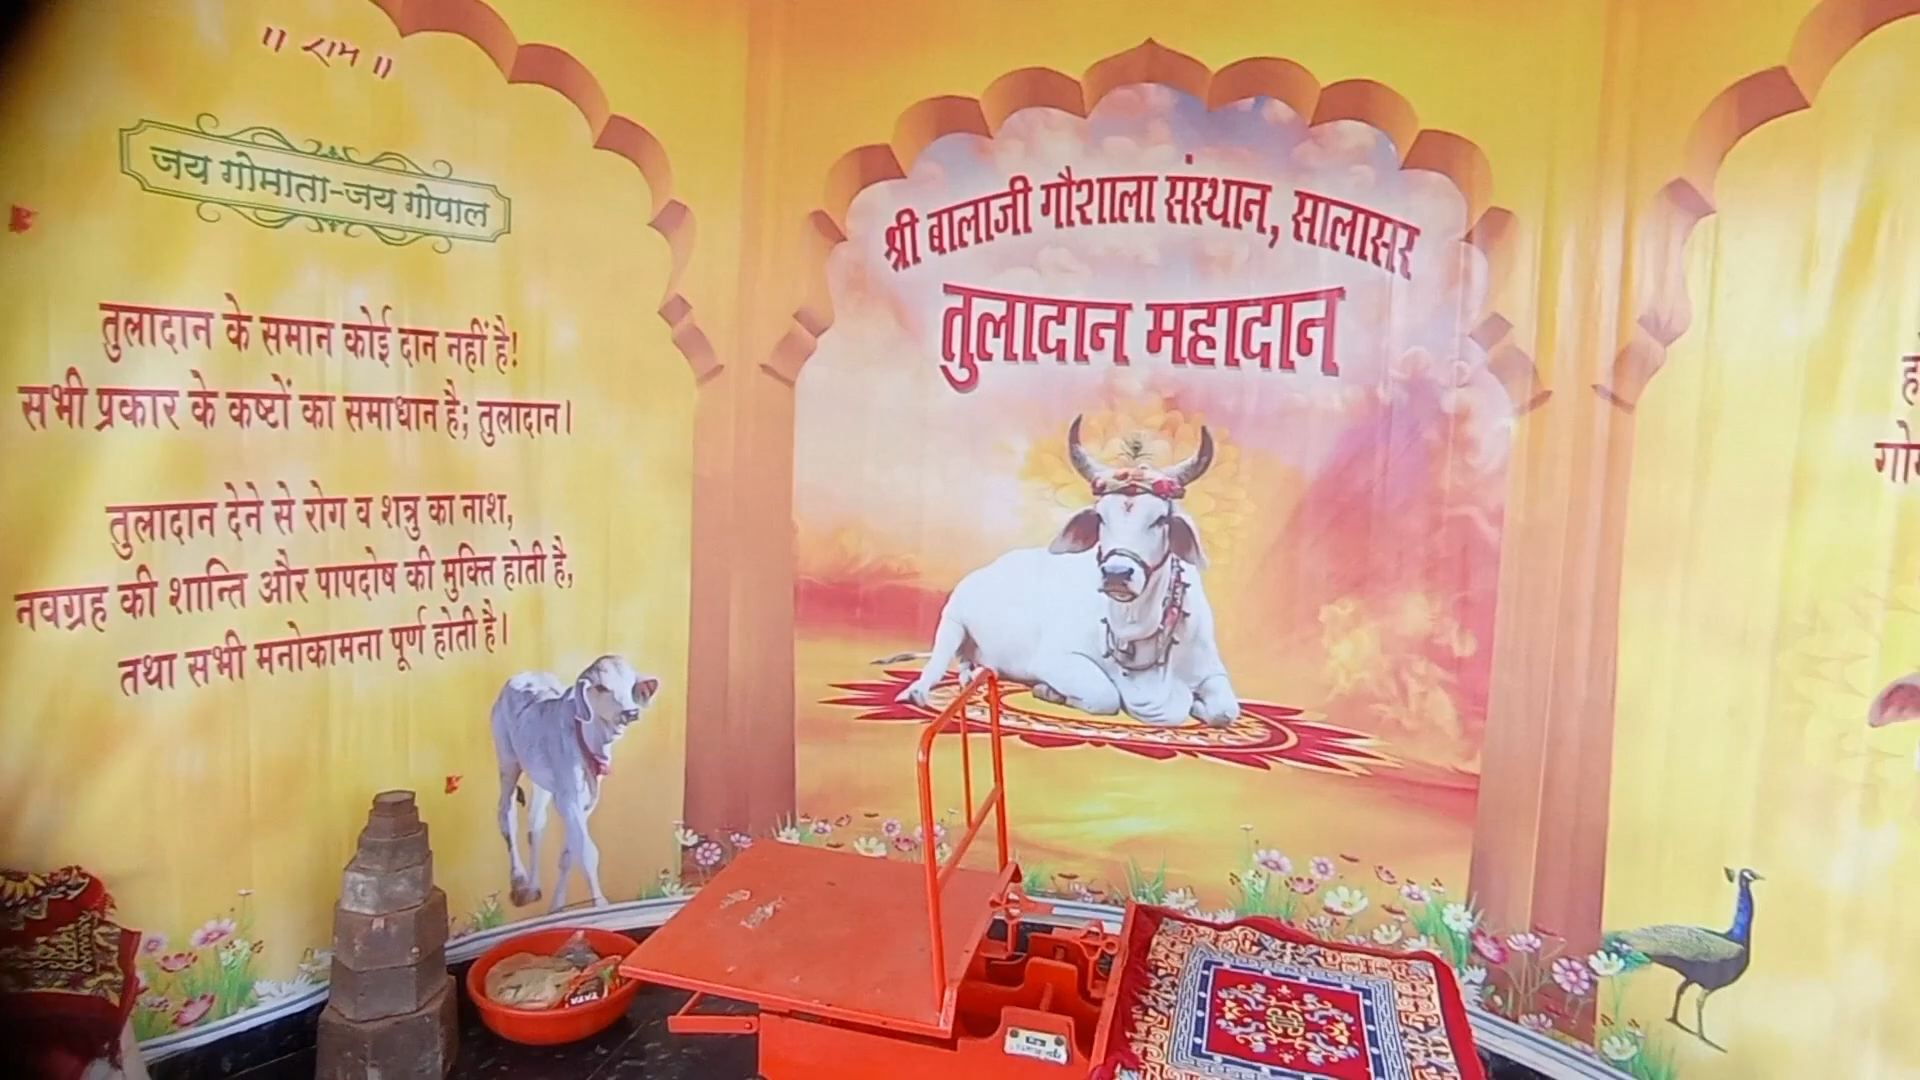 ॥ राम ॥
जय गोमाता-जय गोपाल
तुलादान के समान कोई दान नहीं है!
सभी प्रकार के कष्टों का समाधान है; तुलादान।
तुलादान देने से रोग व शत्रु का नाश,
नवग्रह की शान्ति और पापदोष की मुक्ति होती है,
तथा सभी मनोकामना पूर्ण होती है।
श्री बालाजी गौशाला संस्थान, सालासर
तुलादान महादान
TATA